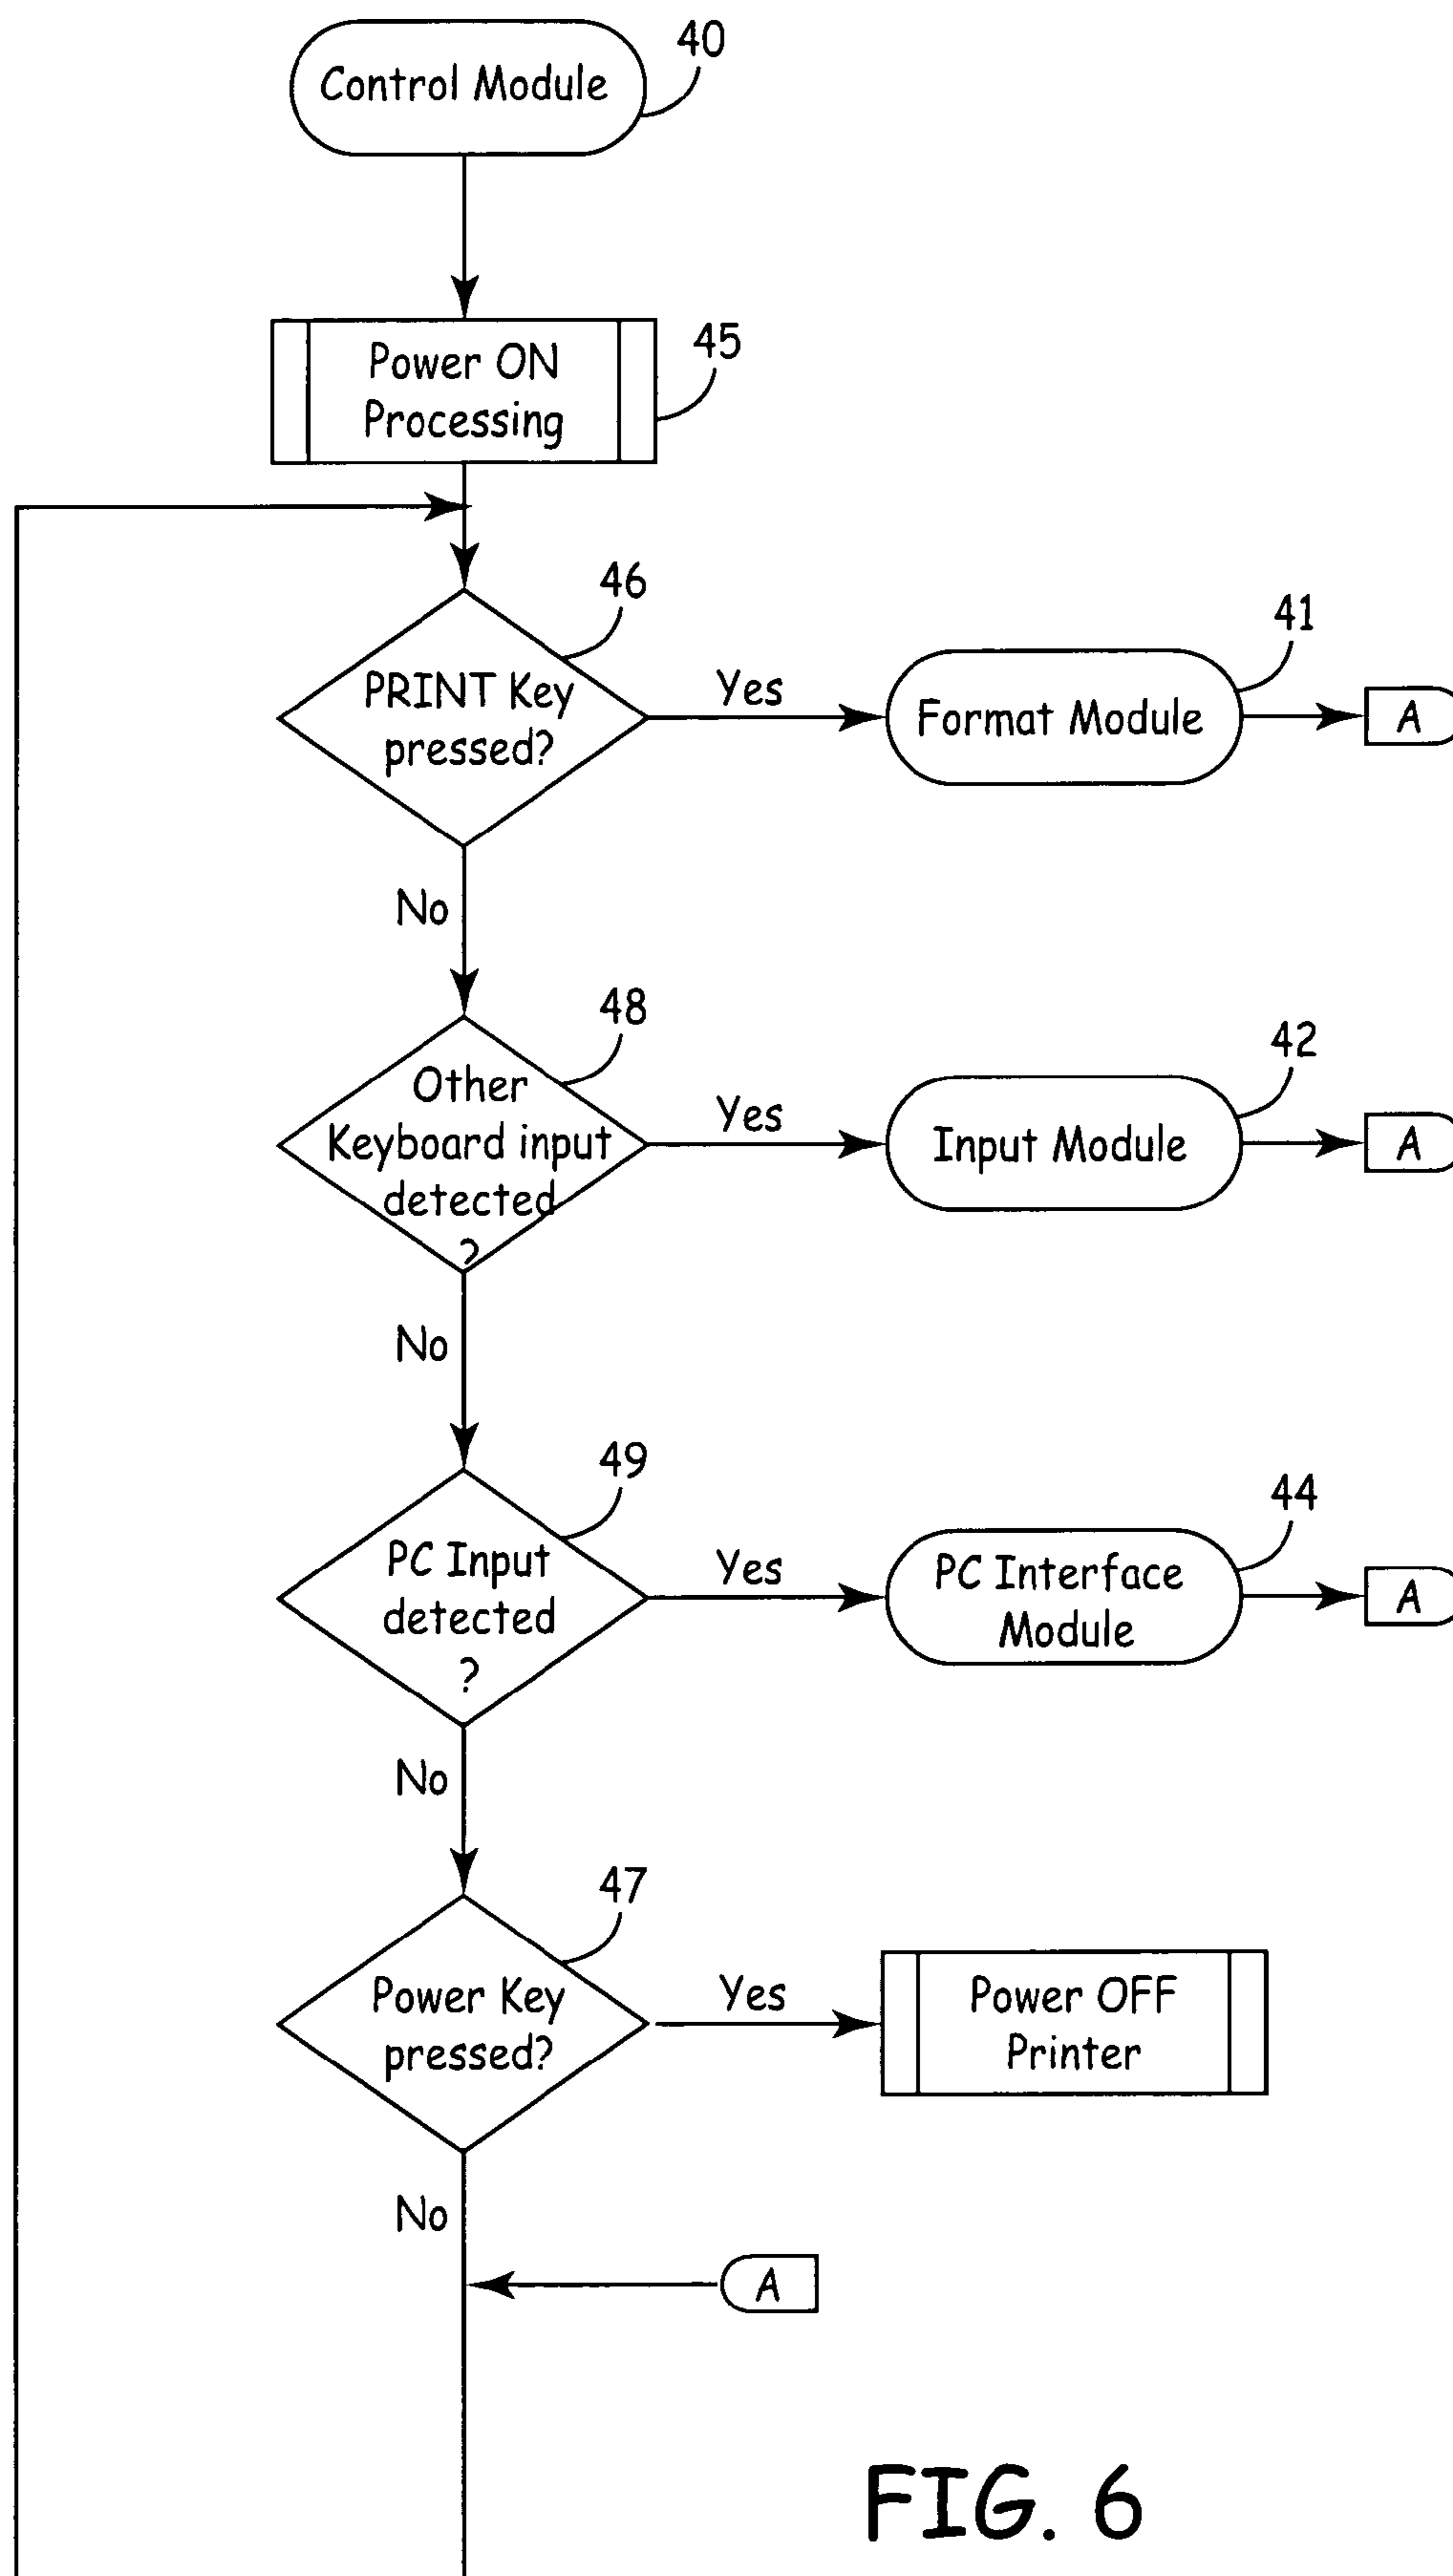 Control Module
40
Power ON
Processing
45
46
PRINT Key
pressed?
Yes
41
Format Module
A
No
48
Other
Keyboard input
detected
?
Yes
42
Input Module
A
No
49
PC Input
detected
?
Yes
44
PC Interface
Module
A
No
47
Power Key
pressed?
Yes
Power OFF
Printer
No
A
FIG. 6